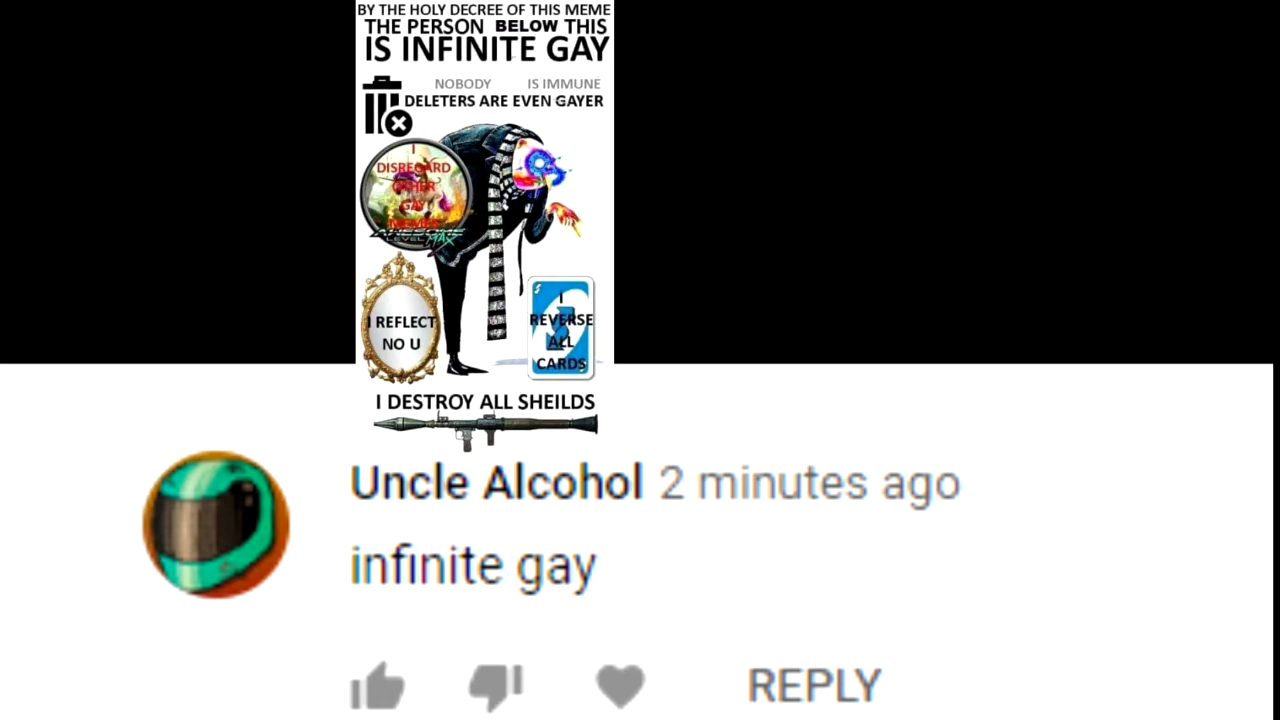 BY THE HOLY DECREE OF THIS MEME
THE PERSON BELOW THIS
IS INFINITE GAY
NOBODY IS IMMUNE
DELETERS ARE EVEN GAYER
I
DISREGARD
OTHER
GAY
MEMES
AWESOME
LEVEL MAX
I REFLECT
NO U
I
REVERSE
ALL
CARDS
I DESTROY ALL SHEILDS
Uncle Alcohol 2 minutes ago
infinite gay
REPLY